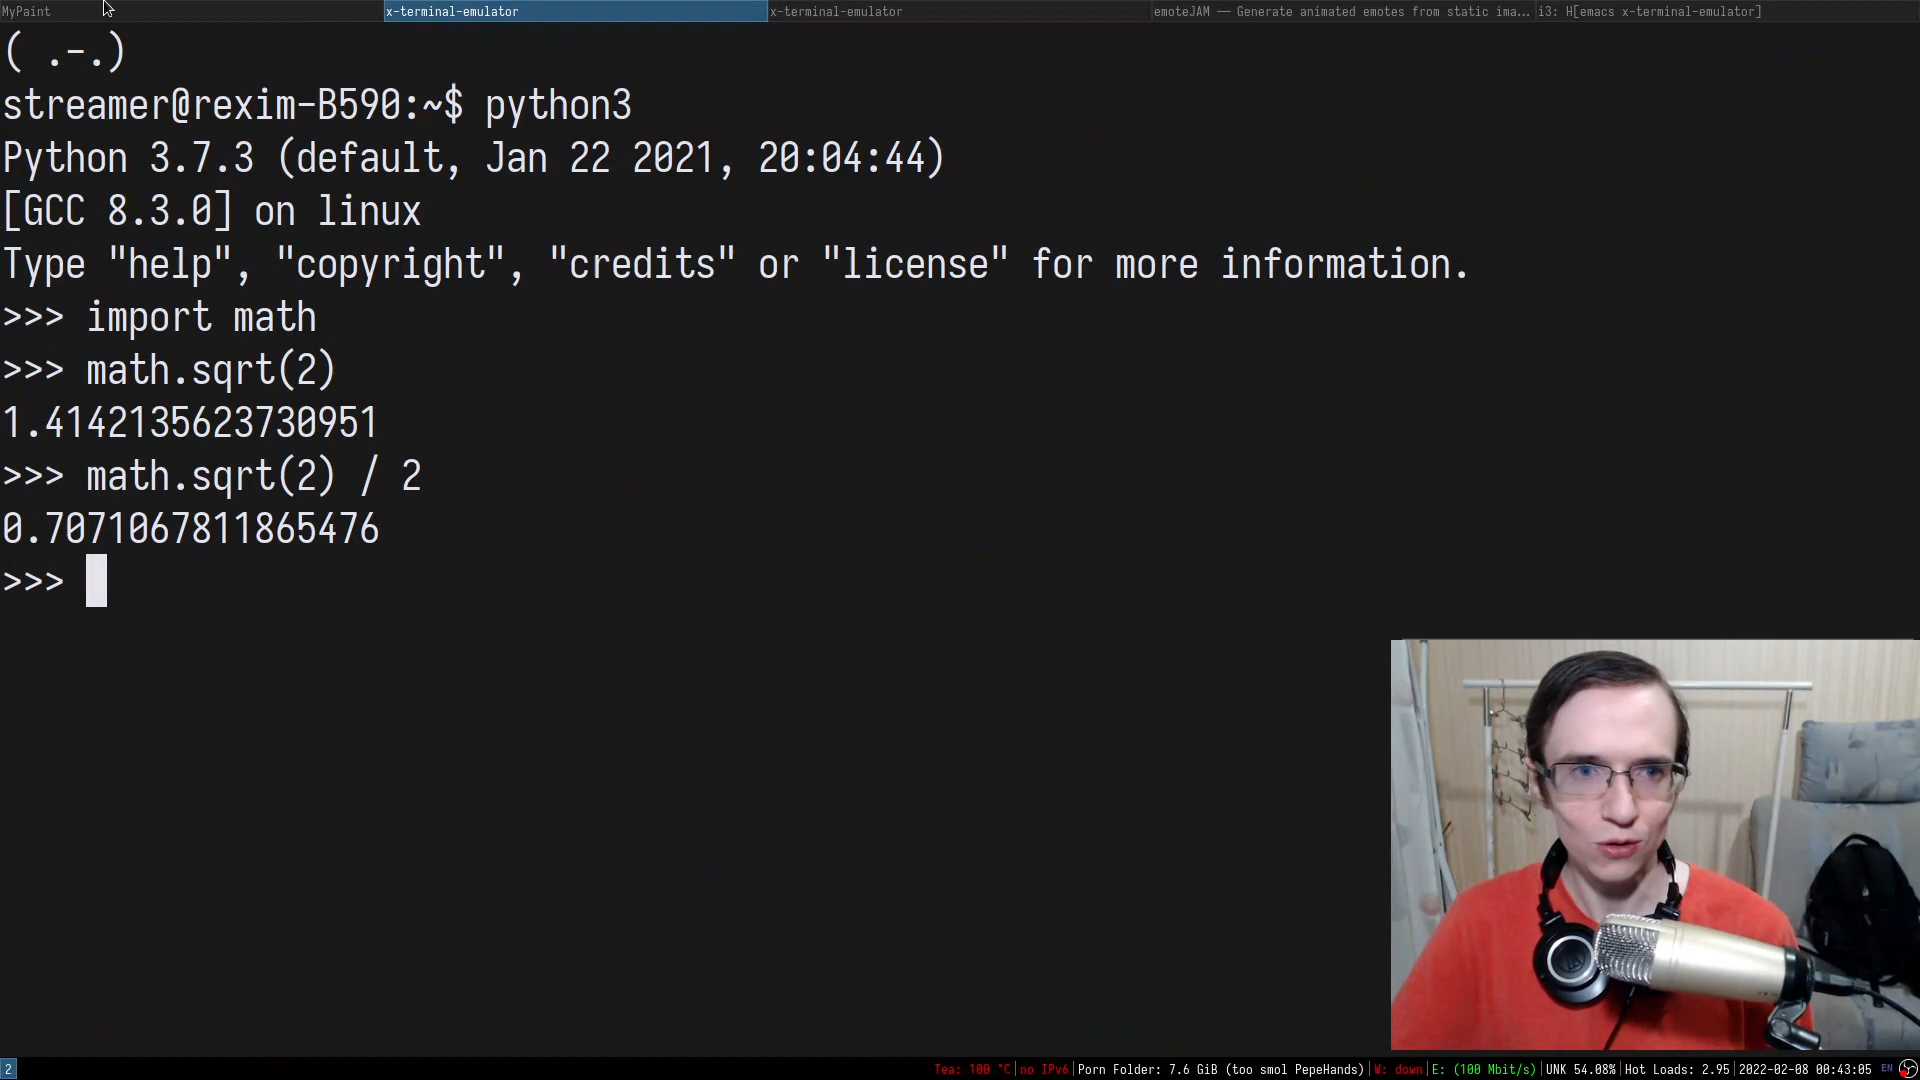 MyPaint
x-terminal-emulator
x-terminal-emulator
emoteJAM — Generate animated emotes from static ima...
i3: H[emacs x-terminal-emulator]
( .-.)
streamer@rexim-B590:~$ python3
Python 3.7.3 (default, Jan 22 2021, 20:04:44)
[GCC 8.3.0] on linux
Type "help", "copyright", "credits" or "license" for more information.
>>> import math
>>> math.sqrt(2)
1.4142135623730951
>>> math.sqrt(2) / 2
0.7071067811865476
>>>
2
Tea: 100 °C|no IPv6|Porn Folder: 7.6 GiB (too smol PepeHands)|W: down|E: (100 Mbit/s)|UNK 54.08%|Hot Loads: 2.95|2022-02-08 00:43:05 EN